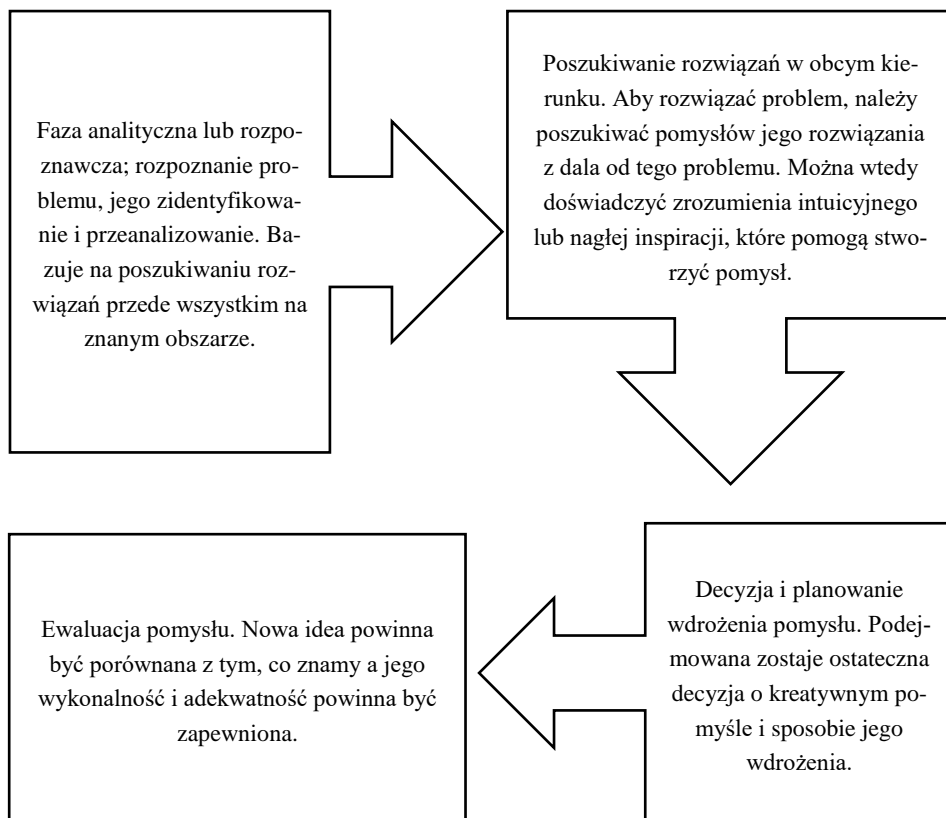 Faza analityczna lub rozpo-
znawcza; rozpoznanie pro-
blemu, jego zidentyfikowa-
nie i przeanalizowanie. Ba-
zuje na poszukiwaniu roz-
wiązań przede wszystkim na
znanym obszarze.
Poszukiwanie rozwiązań w obcym kie-
runku. Aby rozwiązać problem, należy
poszukiwać pomysłów jego rozwiązania
z dala od tego problemu. Można wtedy
doświadczyć zrozumienia intuicyjnego
lub nagłej inspiracji, które pomogą stwo-
rzyć pomysł.
Decyzja i planowanie
wdrożenia pomysłu. Podej-
mowana zostaje ostateczna
decyzja o kreatywnym po-
myśle i sposobie jego
wdrożenia.
Ewaluacja pomysłu. Nowa idea powinna
być porównana z tym, co znamy a jego
wykonalność i adekwatność powinna być
zapewniona.